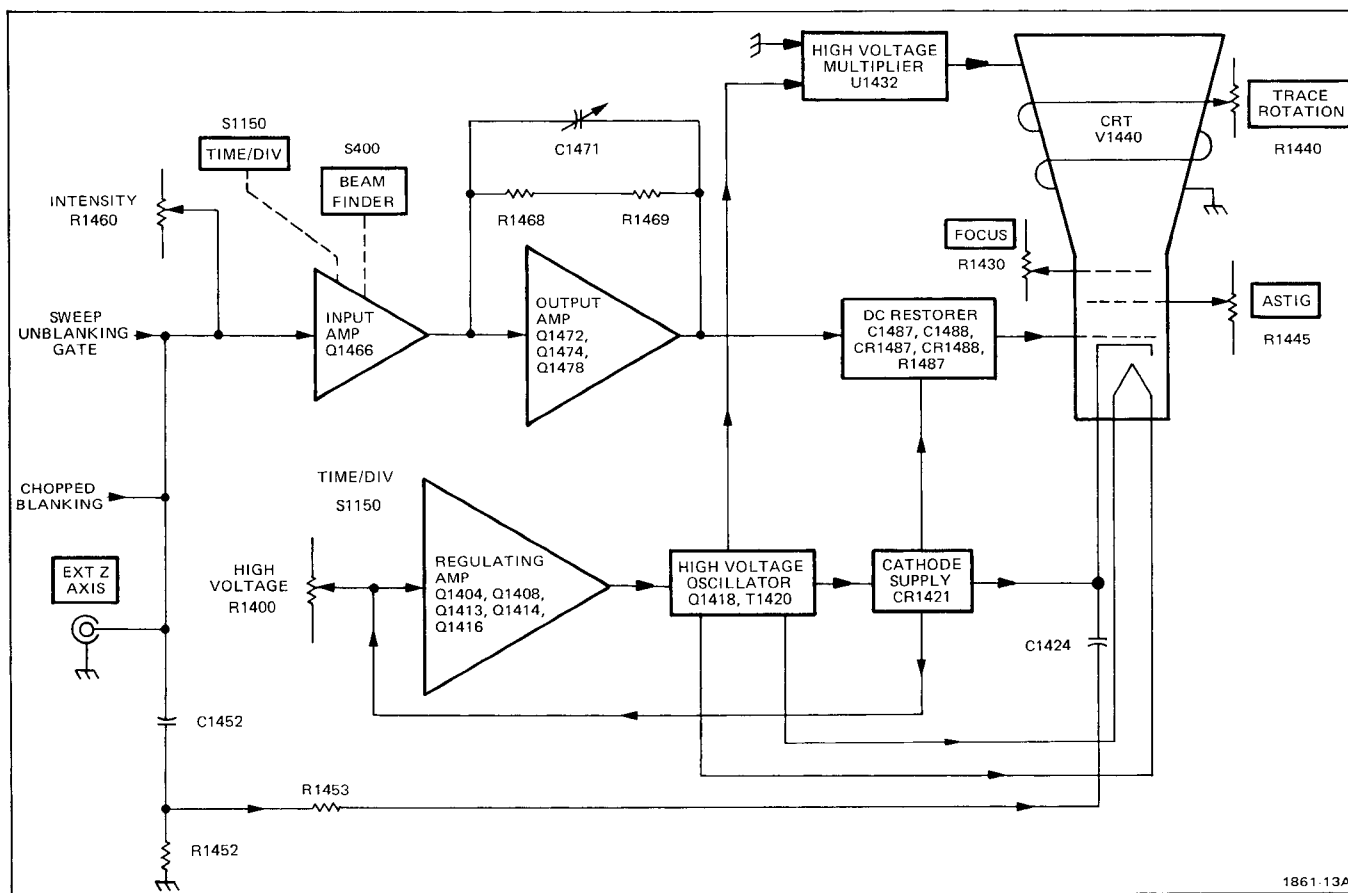 HIGH VOLTAGE
MULTIPLIER
U1432
CRT
V1440
TRACE
ROTATION
R1440
S1150
TIME/DIV
S400
BEAM
FINDER
C1471
R1468
R1469
INTENSITY
R1460
FOCUS
R1430
ASTIG
R1445
SWEEP
UNBLANKING
GATE
INPUT
AMP
Q1466
OUTPUT
AMP
Q1472,
Q1474,
Q1478
DC RESTORER
C1487, C1488,
CR1487, CR1488,
R1487
CHOPPED
BLANKING
TIME/DIV
S1150
EXT Z
AXIS
HIGH
VOLTAGE
R1400
REGULATING
AMP
Q1404, Q1408,
Q1413, Q1414,
Q1416
HIGH VOLTAGE
OSCILLATOR
Q1418, T1420
CATHODE
SUPPLY
CR1421
C1424
C1452
R1453
R1452
1861-13A